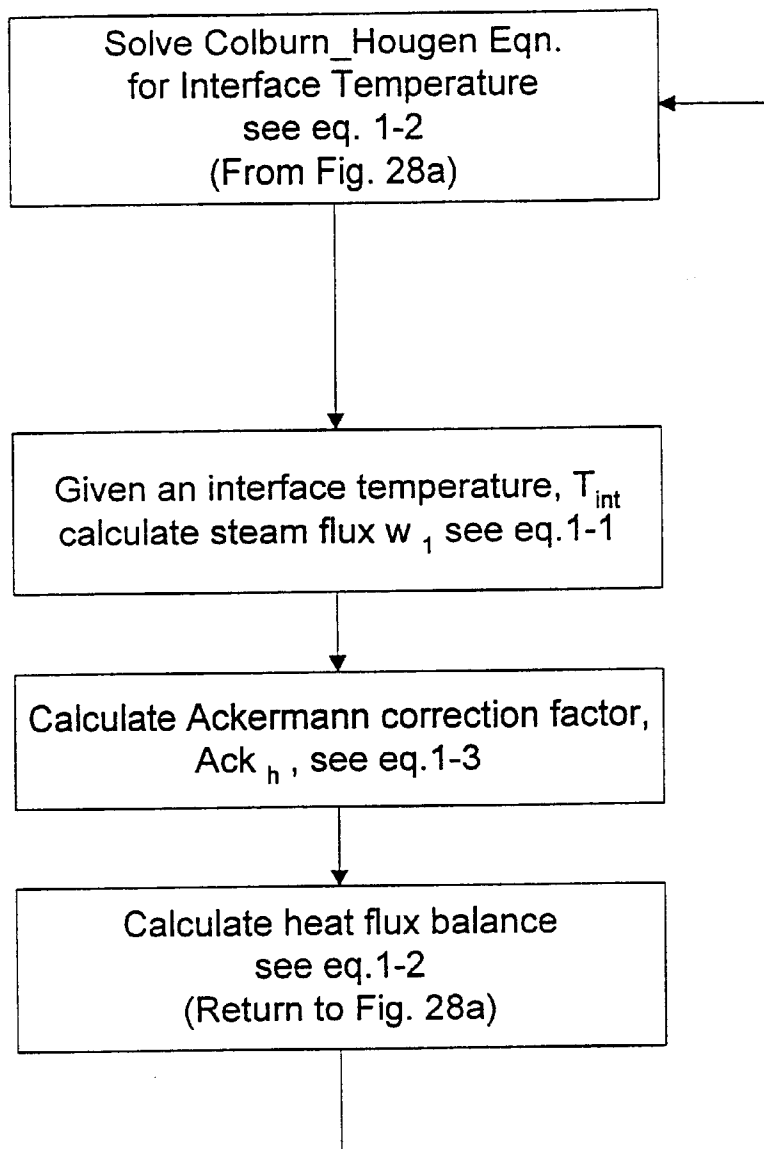 Solve Colburn_Hougen Eqn.
for Interface Temperature
see eq. 1-2
(From Fig. 28a)
Given an interface temperature, T_int
calculate steam flux w ₁ see eq.1-1
Calculate Ackermann correction factor,
Ack ₕ , see eq.1-3
Calculate heat flux balance
see eq.1-2
(Return to Fig. 28a)